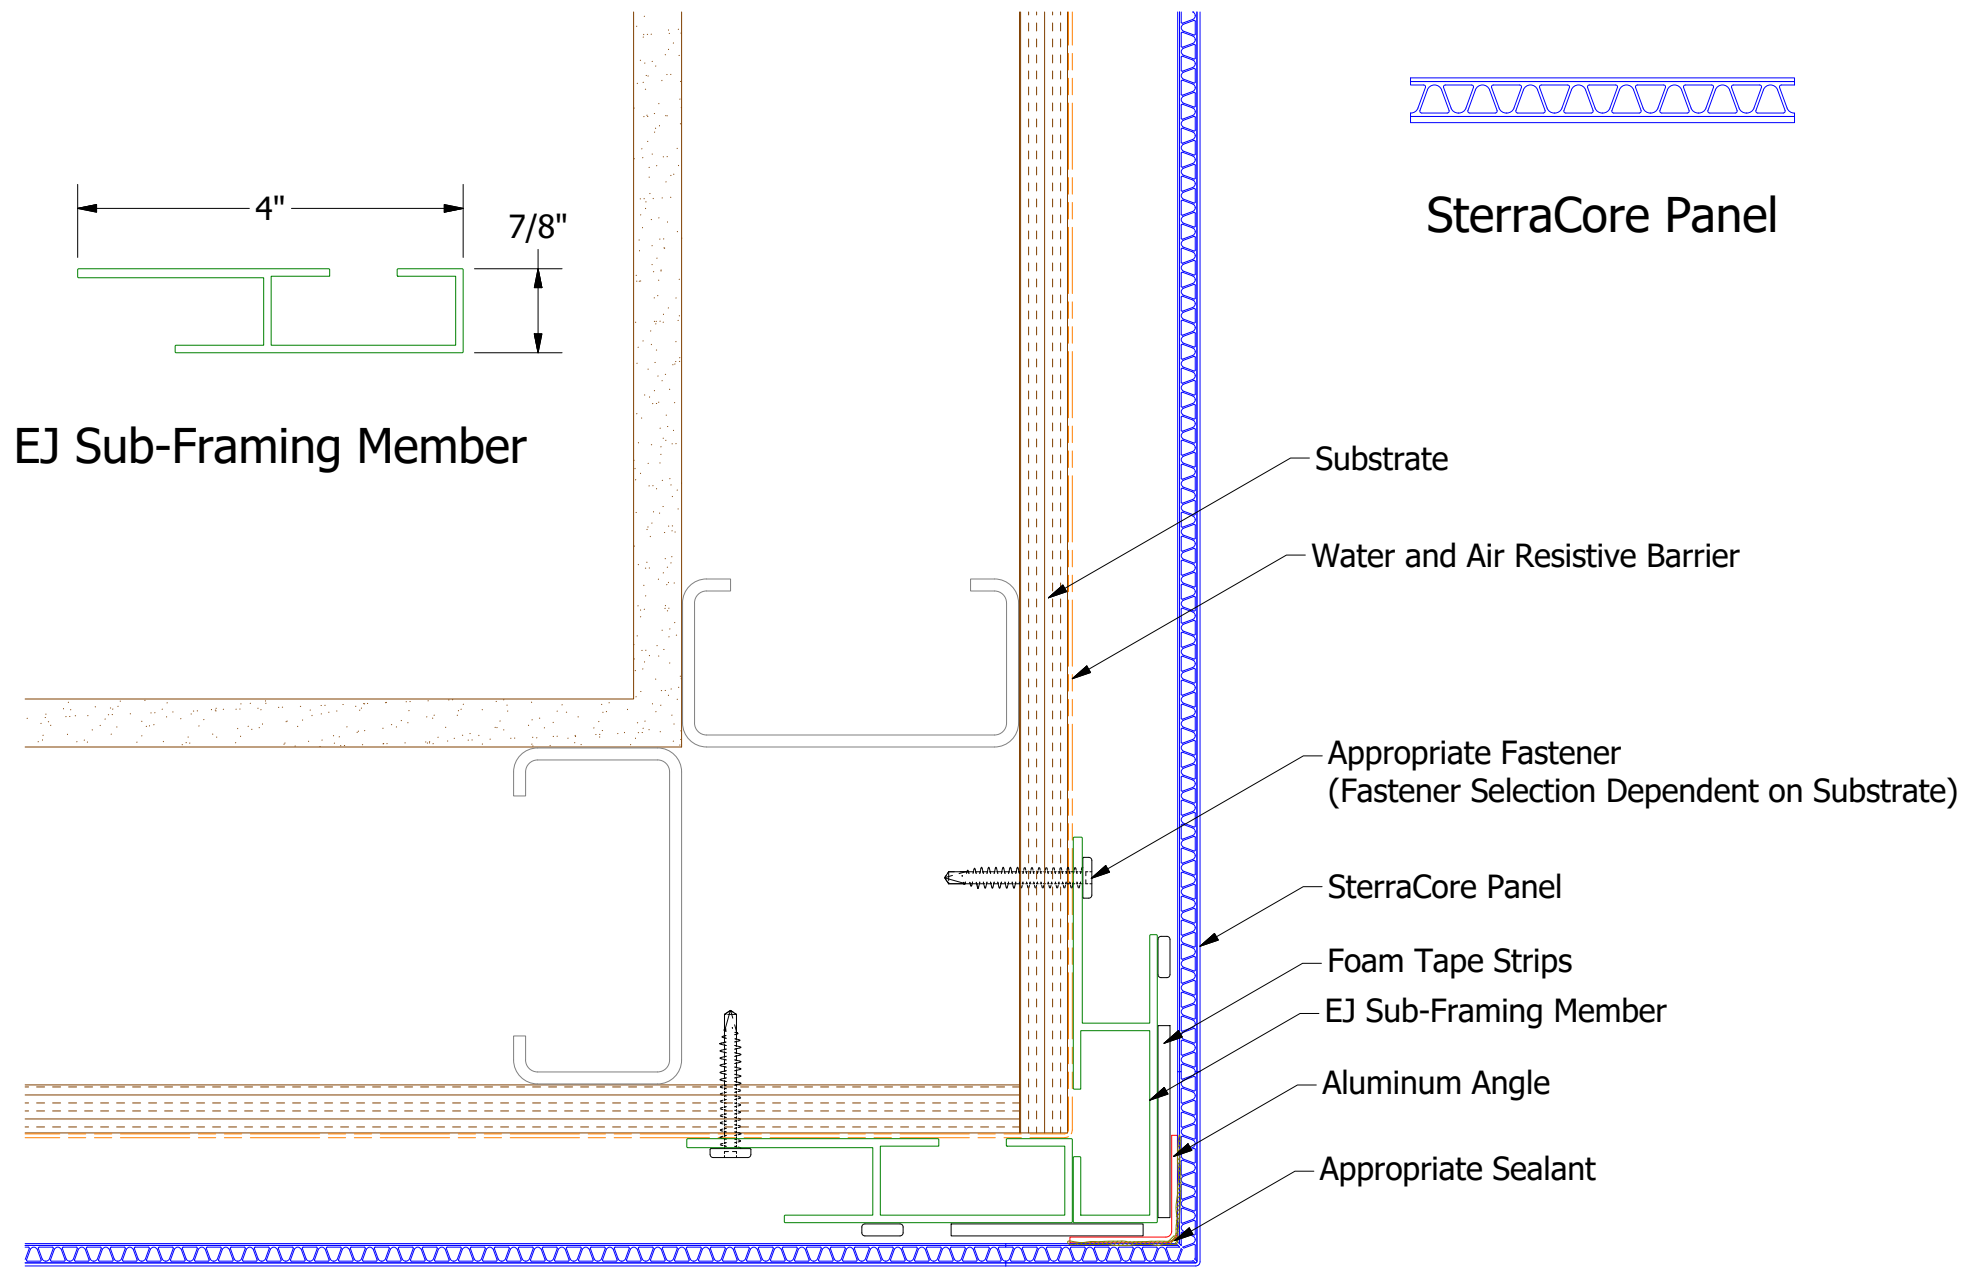 SterraCore Panel
4"
7/8"
EJ Sub-Framing Member
Substrate
Water and Air Resistive Barrier
Appropriate Fastener
(Fastener Selection Dependent on Substrate)
SterraCore Panel
Foam Tape Strips
EJ Sub-Framing Member
Aluminum Angle
Appropriate Sealant